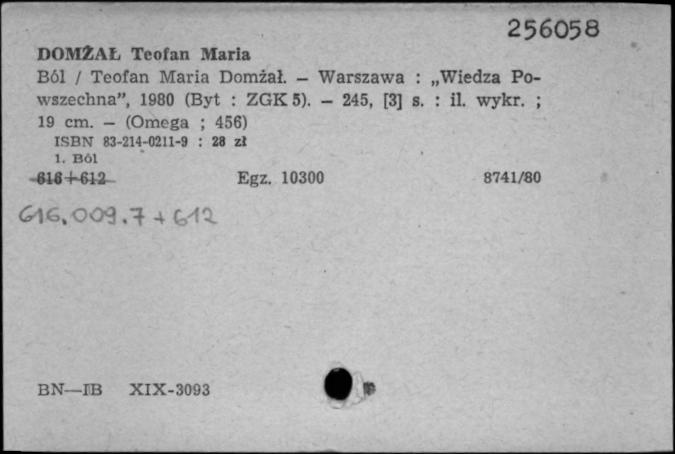 256058
DOMŻAŁ Teofan Maria
Ból / Teofan Maria Domżał. — Warszawa : „Wiedza Po-
wszechna”, 1980 (Byt : ZGK 5). — 245, [3] s. : il. wykr. ;
19 cm. — (Omega ; 456)
ISBN 83-214-0211-9 : 28 zł
1. Ból
616+612 Egz. 10300 8741/80
616.009.7 + 612
BN—IB XIX-3093